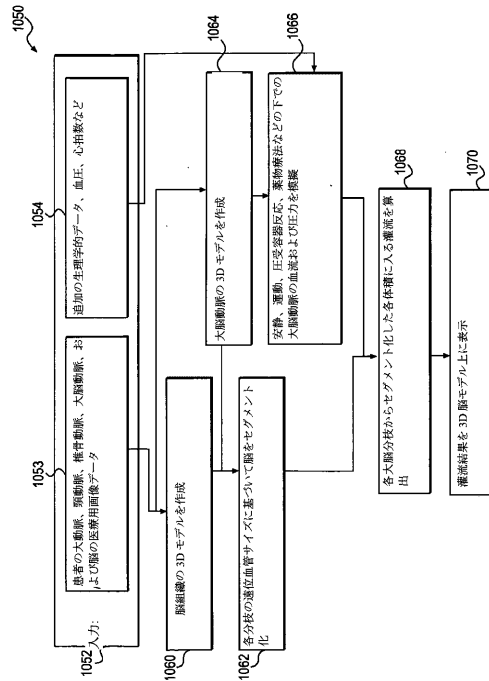 1050
1052
入力:
1053
患者の大動脈、頸動脈、椎骨動脈、大脳動脈、お
よび脳の医療用画像データ
1054
追加の生理学的データ、血圧、心拍数など
1060
脳組織の 3D モデルを作成
1064
大脳動脈の 3D モデルを作成
1062
各分枝の遠位血管サイズに基づいて脳をセグメント
化
1066
安静、運動、圧受容器反応、薬物療法などの下での
大脳動脈の血流および圧力を模擬
1068
各大脳分枝からセグメント化した各体積に入る灌流を算
出
1070
灌流結果を 3D 脳モデル上に表示